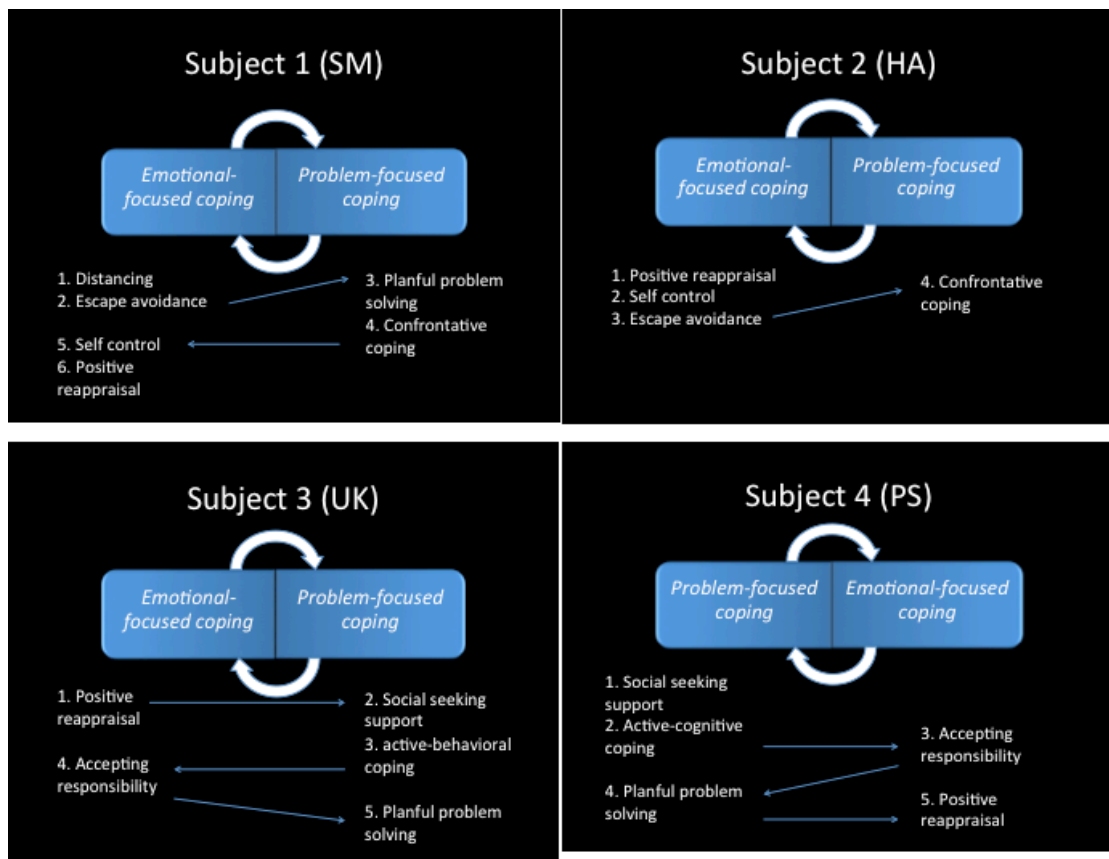 Subject 1 (SM)
Emotional-
focused coping
Problem-focused
coping
1. Distancing
2. Escape avoidance
3. Planful problem
solving
4. Confrontative
coping
5. Self control
6. Positive
reappraisal
Subject 2 (HA)
Emotional-
focused coping
Problem-focused
coping
1. Positive reappraisal
2. Self control
3. Escape avoidance
4. Confrontative
coping
Subject 3 (UK)
Emotional-
focused coping
Problem-focused
coping
1. Positive
reappraisal
2. Social seeking
support
3. active-behavioral
coping
4. Accepting
responsibility
5. Planful problem
solving
Subject 4 (PS)
Problem-focused
coping
Emotional-focused
coping
1. Social seeking
support
2. Active-cognitive
coping
3. Accepting
responsibility
4. Planful problem
solving
5. Positive
reappraisal